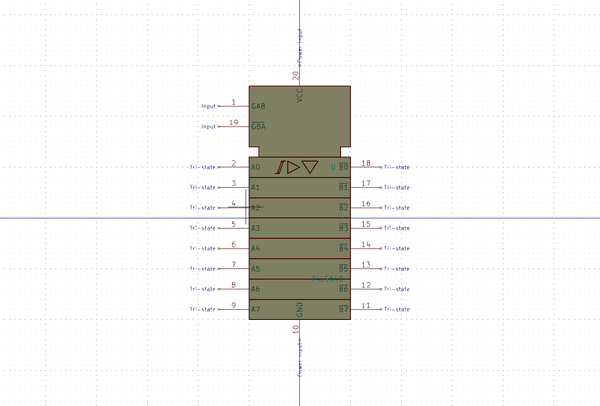 Power input
20
VCC
Input 1 GAB
Input 19 GBA
Tri-state 2 A0 U B0 18 Tri-state
Tri-state 3 A1 B1 17 Tri-state
Tri-state 4 A2 B2 16 Tri-state
Tri-state 5 A3 B3 15 Tri-state
Tri-state 6 A4 B4 14 Tri-state
Tri-state 7 A5 B5 13 Tri-state
Tri-state 8 A6 B6 12 Tri-state
Tri-state 9 A7 B7 11 Tri-state
GND
10
Power input